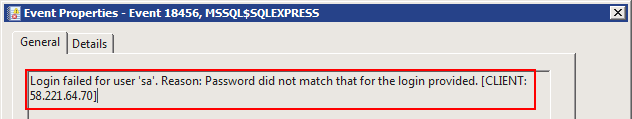 Event Properties - Event 18456, MSSQL$SQLEXPRESS
General Details
Login failed for user 'sa'. Reason: Password did not match that for the login provided. [CLIENT:
58.221.64.70]